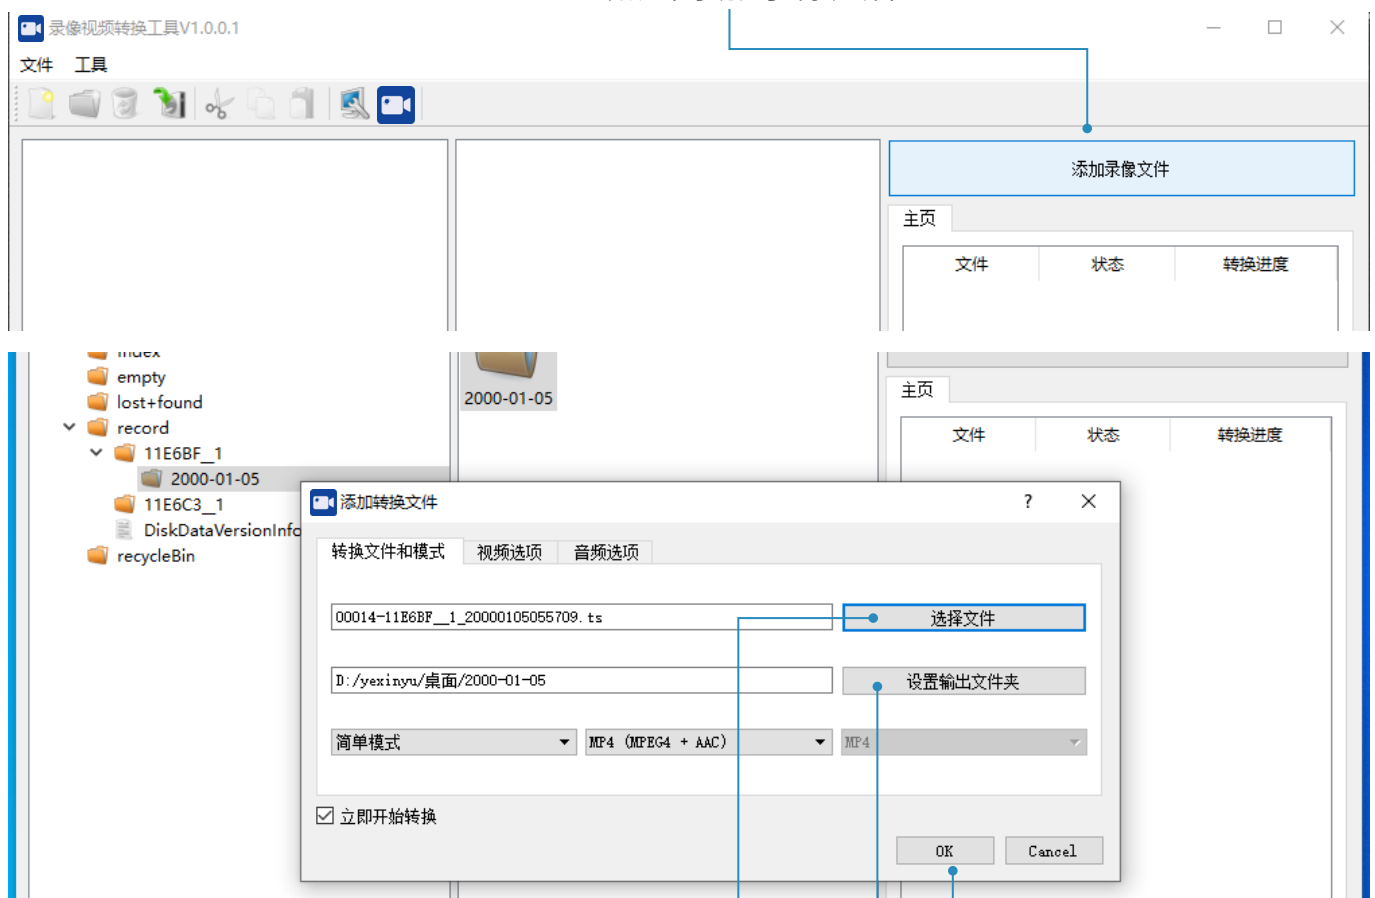 录像视频转换工具V1.0.0.1
文件 工具
添加录像文件
主页
文件 状态 转换进度
index
empty
lost+found
record
11E6BF__1
2000-01-05
11E6C3__1
DiskDataVersionInfo
recycleBin
2000-01-05
主页
文件 状态 转换进度
添加转换文件
转换文件和模式 视频选项 音频选项
00014-11E6BF__1_20000105055709.ts 选择文件
D:/yexinyu/桌面/2000-01-05 设置输出文件夹
简单模式 MP4 (MPEG4 + AAC) MP4
立即开始转换
OK Cancel